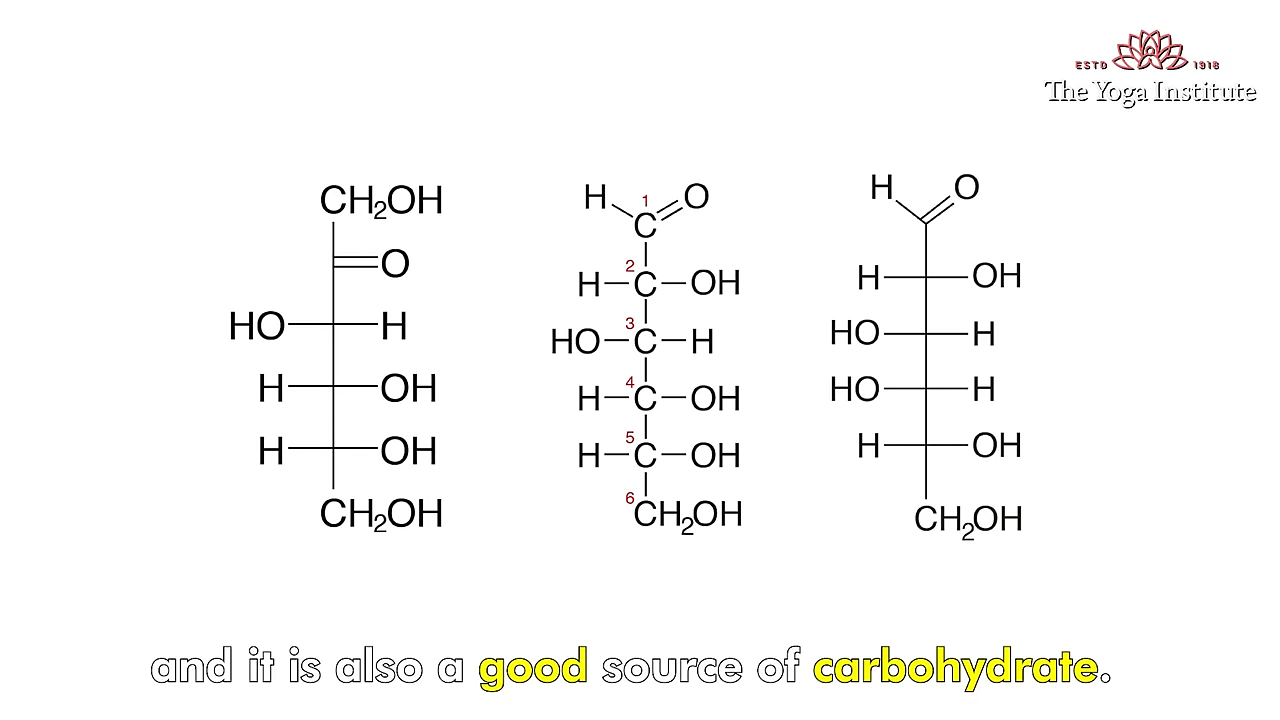 ESTD 1918
The Yoga Institute
CH2OH
O
HO H
H OH
H OH
CH2OH
H 1 O
C
2
H C OH
3
HO C H
4
H C OH
5
H C OH
6
CH2OH
H O
H OH
HO H
HO H
H OH
CH2OH
and it is also a good source of carbohydrate.